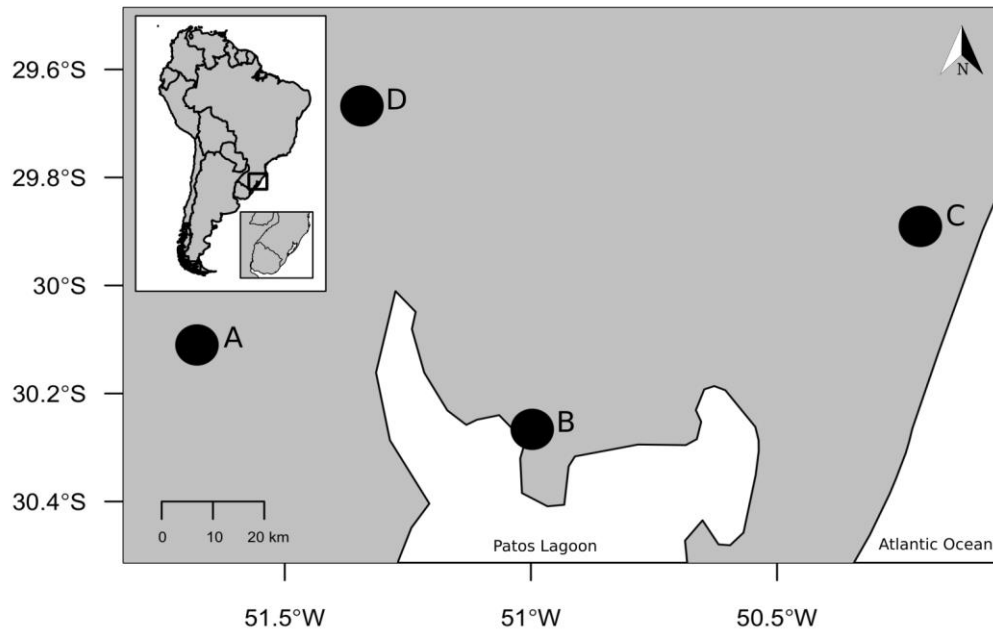 29.6°S
29.8°S
30°S
30.2°S
30.4°S
N
D
C
A
B
0 10 20 km
Patos Lagoon
Atlantic Ocean
51.5°W 51°W 50.5°W